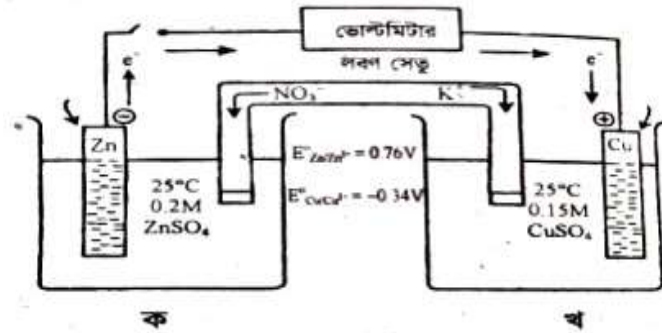 ভোল্টমিটার
e⁻
লবণ সেতু
e⁻
NO₃⁻
K⁺
Zn
Cu
E°Zn/Zn²⁺ = 0.76V
E°Cu/Cu²⁺ = –0.34V
25°C
0.2M
ZnSO₄
25°C
0.15M
CuSO₄
ক
খ